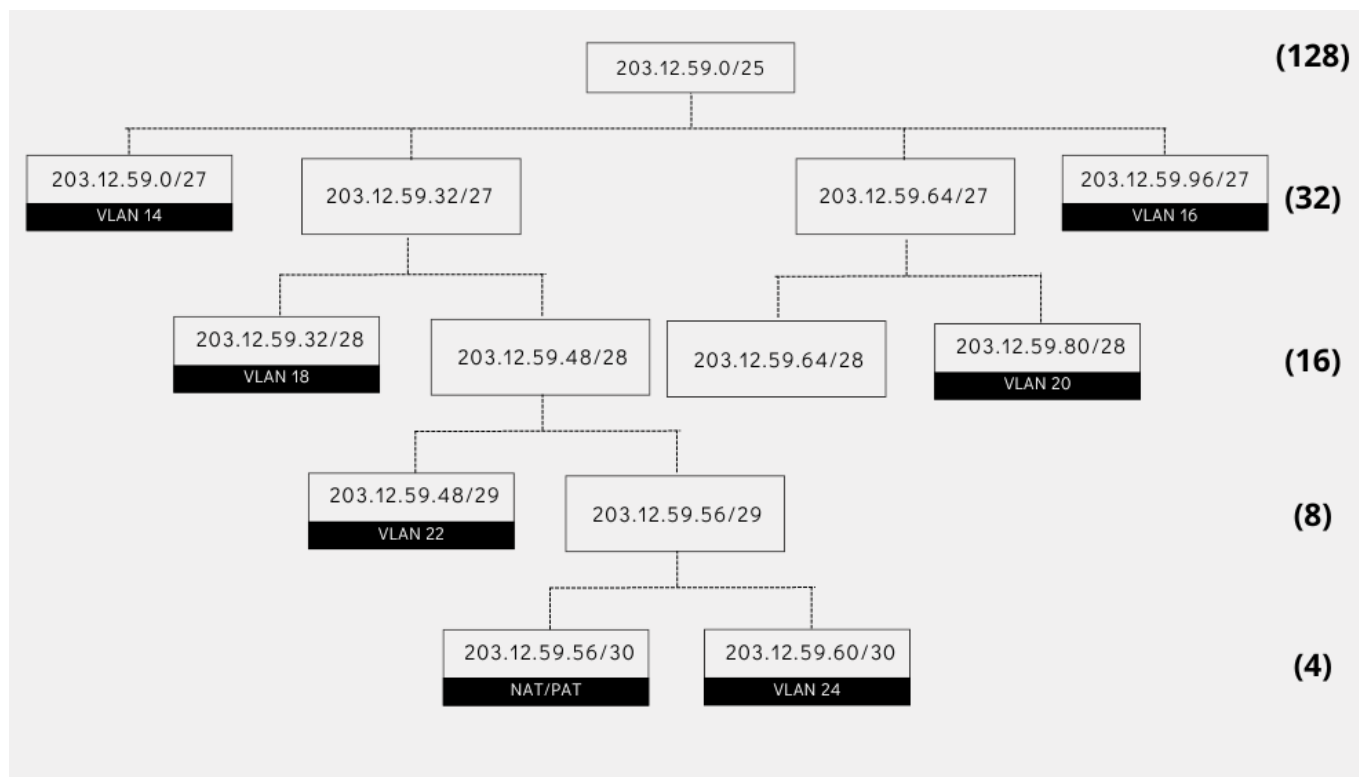 203.12.59.0/25
(128)
203.12.59.0/27
VLAN 14
203.12.59.32/27
203.12.59.64/27
203.12.59.96/27
VLAN 16
(32)
203.12.59.32/28
VLAN 18
203.12.59.48/28
203.12.59.64/28
203.12.59.80/28
VLAN 20
(16)
203.12.59.48/29
VLAN 22
203.12.59.56/29
(8)
203.12.59.56/30
NAT/PAT
203.12.59.60/30
VLAN 24
(4)